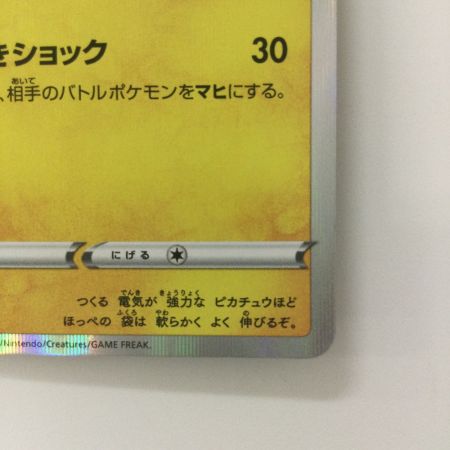 きショック 30
、相手のバトルポケモンをマヒにする。
にげる
つくる 電気が 強力な ピカチュウほど
ほっぺの 袋は 軟らかく よく 伸びるぞ。
/Nintendo/Creatures/GAME FREAK.